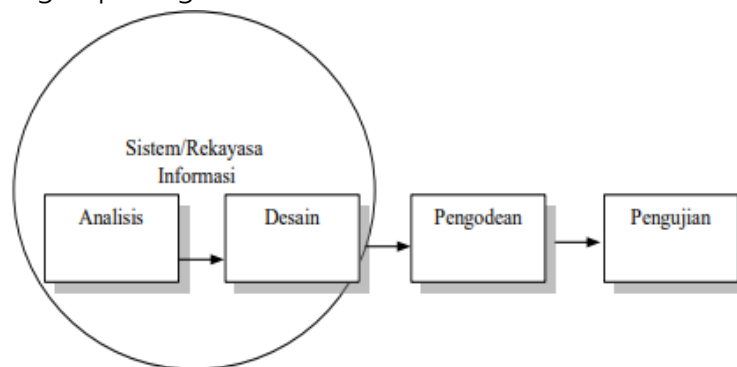 Sistem/Rekayasa
Informasi
Analisis
Desain
Pengodean
Pengujian